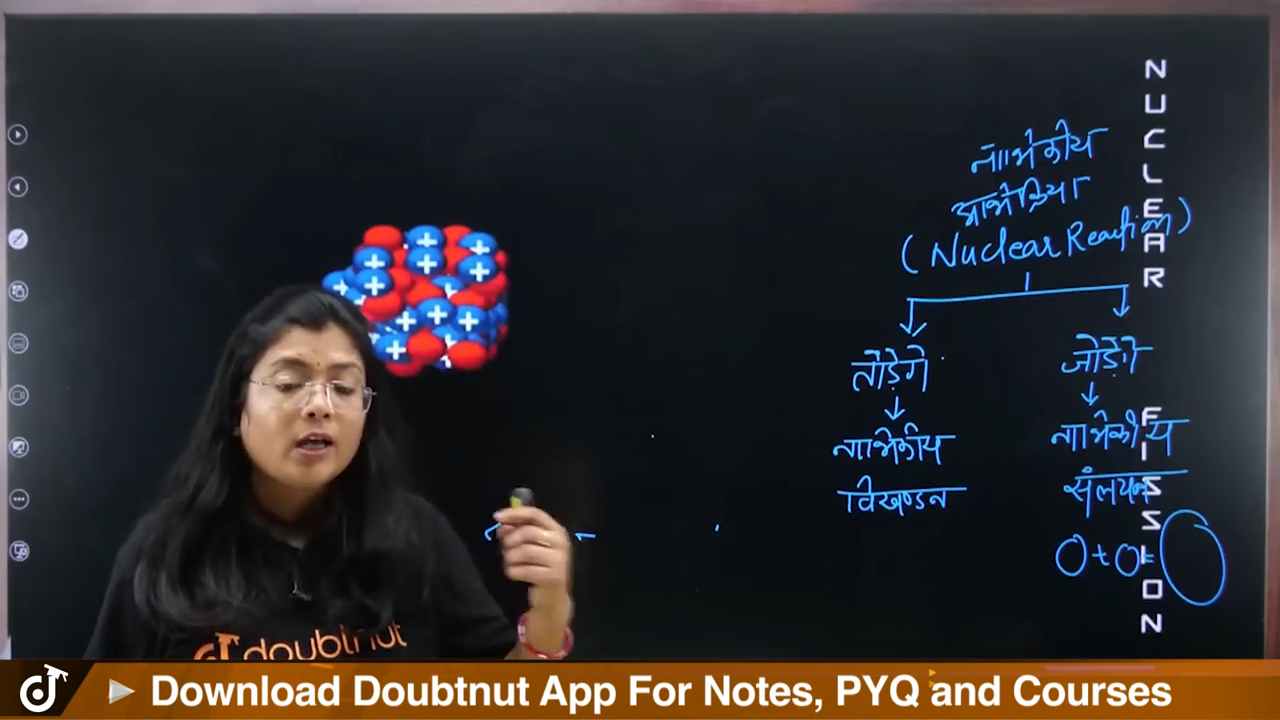 NUCLEAR
FISSION
नाभिकीय
अभिक्रिया
(Nuclear Reaction)
तोड़ेगे
जोड़ेगे
नाभिकीय
विखण्डन
नाभिकीय
संलयन
O+O=O
doubtnut
Download Doubtnut App For Notes, PYQ and Courses